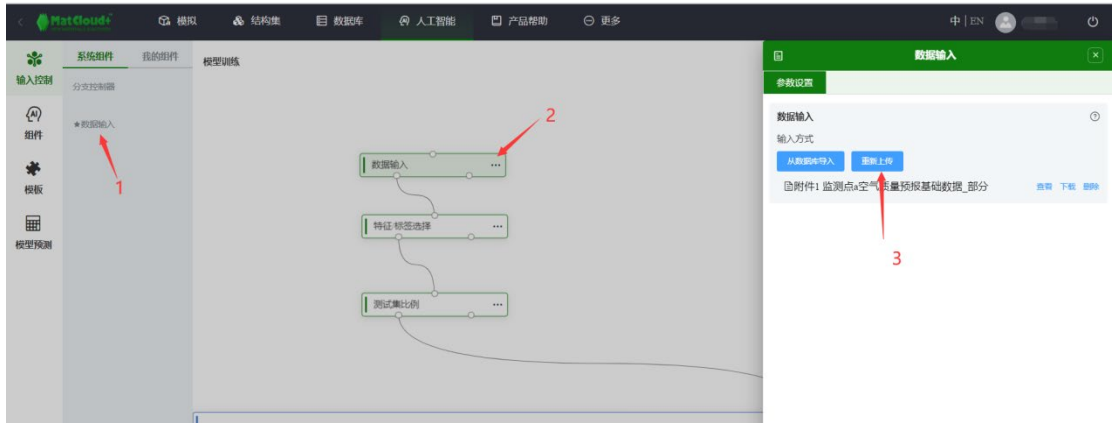 MatCloud+ 模拟 结构集 数据库 人工智能 产品帮助 更多 中 | EN
输入控制
组件
模板
模型预测
系统组件 我的组件
分支控制器
★数据输入
1
模型训练
数据输入 ...
2
特征/标签选择 ...
测试集比例 ...
数据输入
参数设置
数据输入
输入方式
从数据库导入 重新上传
附件1 监测点a空气质量预报基础数据_部分 查看 下载 删除
3